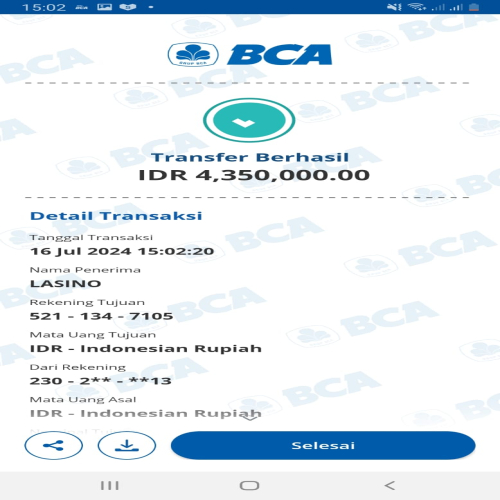 15:02
BCA
Transfer Berhasil
IDR 4,350,000.00
Detail Transaksi
Tanggal Transaksi
16 Jul 2024 15:02:20
Nama Penerima
LASINO
Rekening Tujuan
521 - 134 - 7105
Mata Uang Tujuan
IDR - Indonesian Rupiah
Dari Rekening
230 - 2** - **13
Mata Uang Asal
IDR - Indonesian Rupiah
Selesai